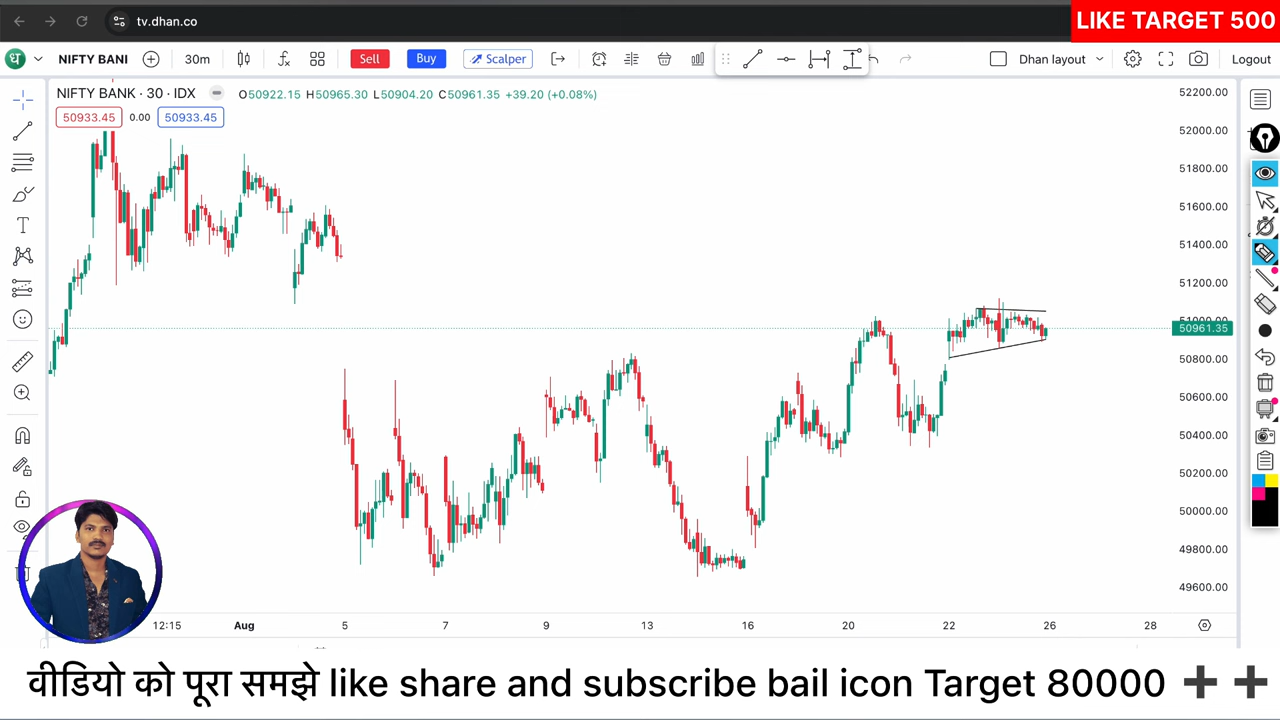 tv.dhan.co
LIKE TARGET 500
ध
NIFTY BANI
30m
Sell
Buy
Scalper
Dhan layout
Logout
NIFTY BANK · 30 · IDX
O50922.15 H50965.30 L50904.20 C50961.35 +39.20 (+0.08%)
50933.45
0.00
50933.45
52200.00
52000.00
51800.00
51600.00
51400.00
51200.00
51000.00
50961.35
50800.00
50600.00
50400.00
50200.00
50000.00
49800.00
49600.00
12:15
Aug
5
7
9
13
16
20
22
26
28
वीडियो को पूरा समझे like share and subscribe bail icon Target 80000 ➕ ➕